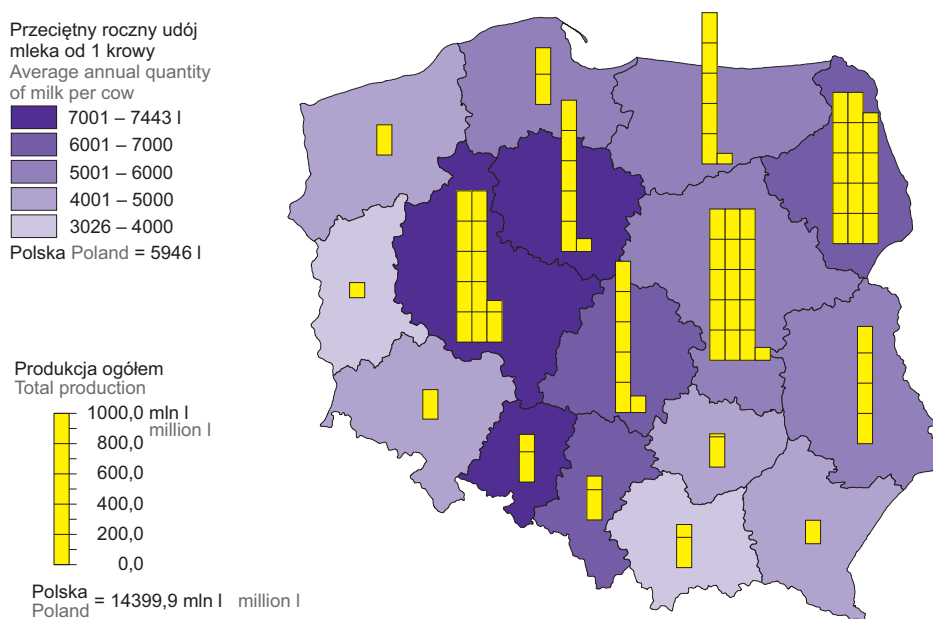 Przeciętny roczny udój
mleka od 1 krowy
Average annual quantity
of milk per cow
7001 – 7443 l
6001 – 7000
5001 – 6000
4001 – 5000
3026 – 4000
Polska Poland = 5946 l
Produkcja ogółem
Total production
1000,0 mln l
million l
800,0
600,0
400,0
200,0
0,0
Polska
Poland = 14399,9 mln l million l